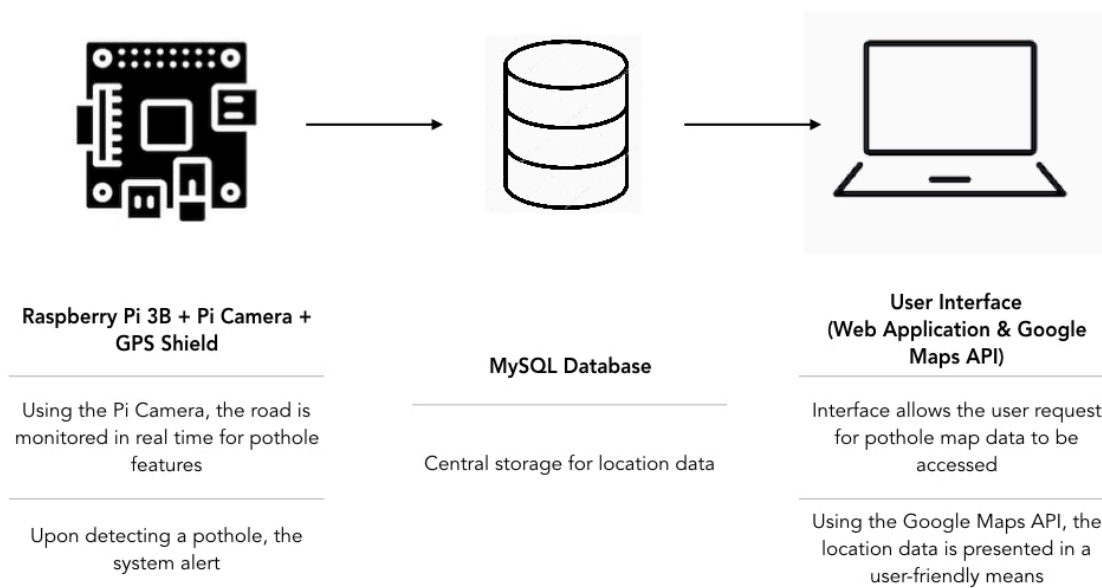 Raspberry Pi 3B + Pi Camera +
GPS Shield
Using the Pi Camera, the road is
monitored in real time for pothole
features
Upon detecting a pothole, the
system alert
MySQL Database
Central storage for location data
User Interface
(Web Application & Google
Maps API)
Interface allows the user request
for pothole map data to be
accessed
Using the Google Maps API, the
location data is presented in a
user-friendly means